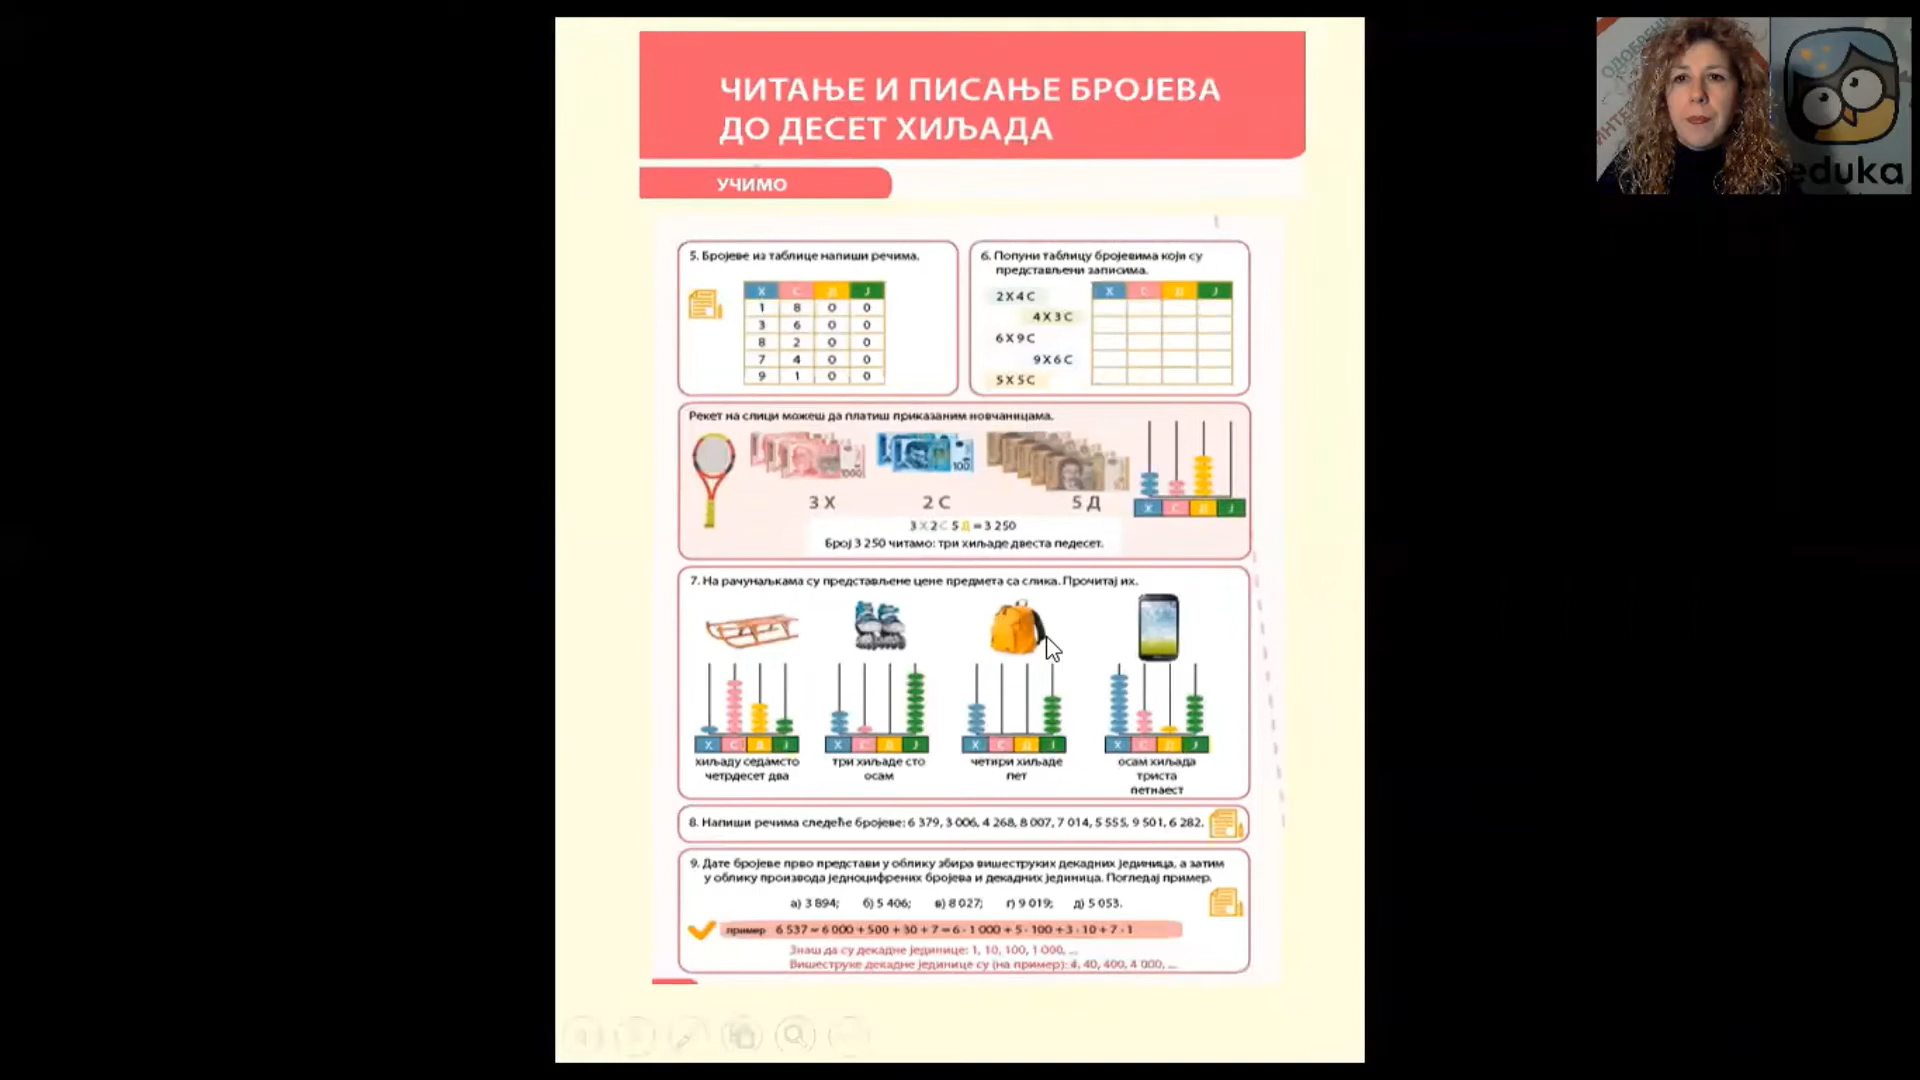 ЧИТАЊЕ И ПИСАЊЕ БРОЈЕВА
ДО ДЕСЕТ ХИЉАДА
УЧИМО
5. Бројеве из таблице напиши речима.
Х С Д Ј
1 8 0 0
3 6 0 0
8 2 0 0
7 4 0 0
9 1 0 0
6. Попуни таблицу бројевима који су
представљени записима.
Х С Д Ј
2 Х 4 С
4 Х 3 С
6 Х 9 С
9 Х 6 С
5 Х 5 С
Рекет на слици можеш да платиш приказаним новчаницама.
1000
100
3 Х 2 С 5 Д
Х С Д Ј
3 Х 2 С 5 Д = 3 250
Број 3 250 читамо: три хиљаде двеста педесет.
7. На рачунаљкама су представљене цене предмета са слика. Прочитај их.
Х С Д Ј
Х С Д Ј
Х С Д Ј
Х С Д Ј
хиљаду седамсто
четрдесет два
три хиљаде сто
осам
четири хиљаде
пет
осам хиљада
триста
петнаест
8. Напиши речима следеће бројеве: 6 379, 3 006, 4 268, 8 007, 7 014, 5 555, 9 501, 6 282.
9. Дате бројеве прво представи у облику збира вишеструких декадних јединица, а затим
у облику производа једноцифрених бројева и декадних јединица. Погледај пример.
а) 3 894; б) 5 406; в) 8 027; г) 9 019; д) 5 053.
пример 6 537 = 6 000 + 500 + 30 + 7 = 6 · 1 000 + 5 · 100 + 3 · 10 + 7 · 1
Знаш да су декадне јединице: 1, 10, 100, 1 000, ...
Вишеструке декадне јединице су (на пример): 4, 40, 400, 4 000, ...
eduka